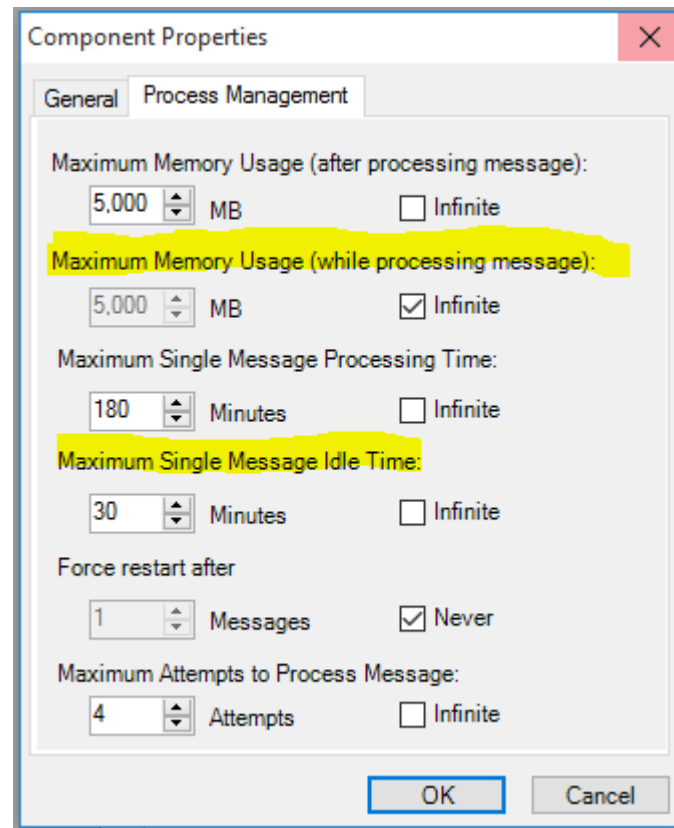 Component Properties
General Process Management
Maximum Memory Usage (after processing message):
5,000 MB Infinite
Maximum Memory Usage (while processing message):
5,000 MB Infinite
Maximum Single Message Processing Time:
180 Minutes Infinite
Maximum Single Message Idle Time:
30 Minutes Infinite
Force restart after
1 Messages Never
Maximum Attempts to Process Message:
4 Attempts Infinite
OK Cancel